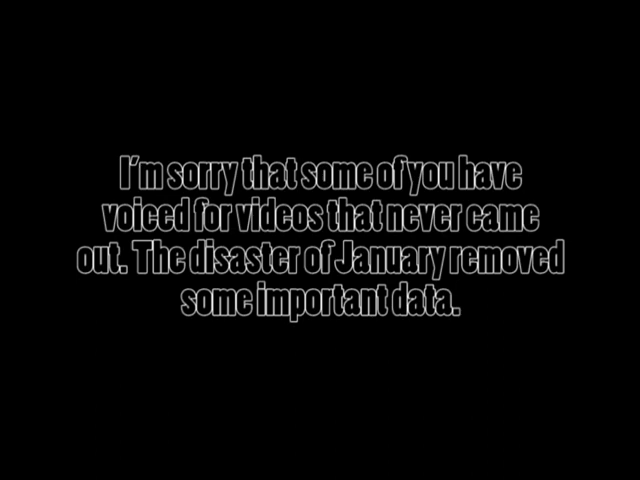 I'm sorry that some of you have
voiced for videos that never came
out. The disaster of January removed
some important data.